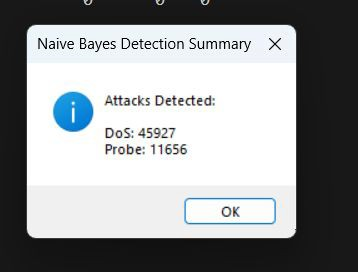 Naive Bayes Detection Summary
Attacks Detected:
DoS: 45927
Probe: 11656
OK